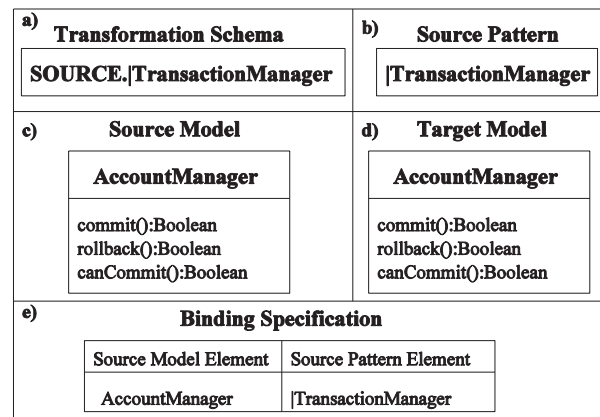 a) Transformation Schema
SOURCE.|TransactionManager
b) Source Pattern
|TransactionManager
c) Source Model
AccountManager
commit():Boolean
rollback():Boolean
canCommit():Boolean
d) Target Model
AccountManager
commit():Boolean
rollback():Boolean
canCommit():Boolean
e) Binding Specification
Source Model Element Source Pattern Element
AccountManager |TransactionManager